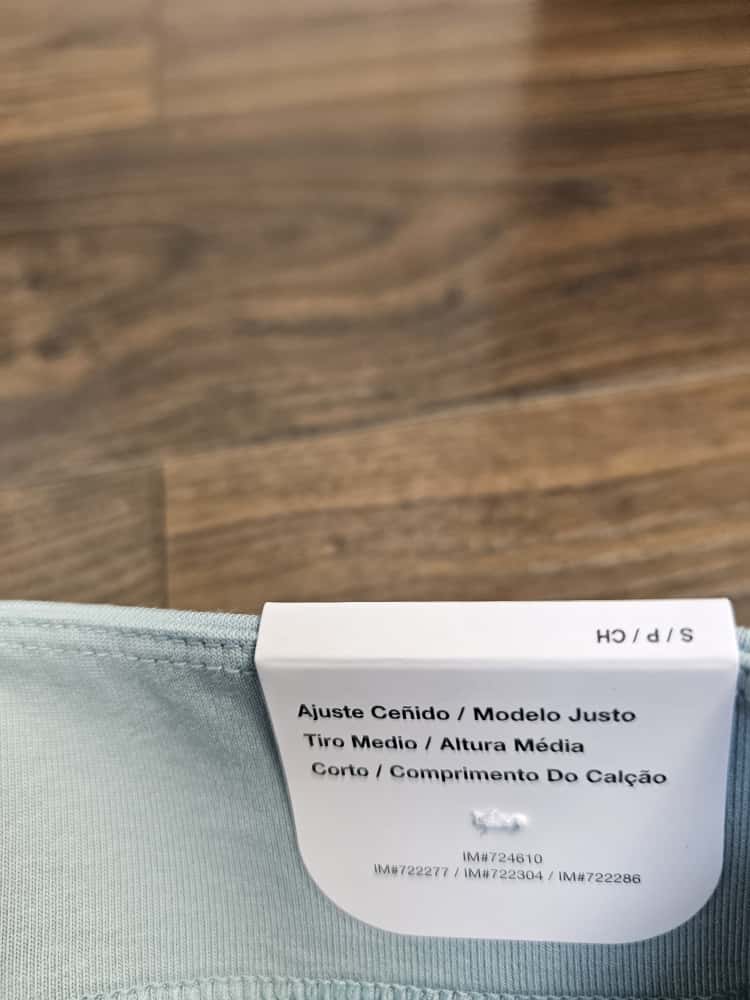 S / P / CH
Ajuste Ceñido / Modelo Justo
Tiro Medio / Altura Média
Corto / Comprimento Do Calção
IM#724610
IM#722277 / IM#722304 / IM#722286